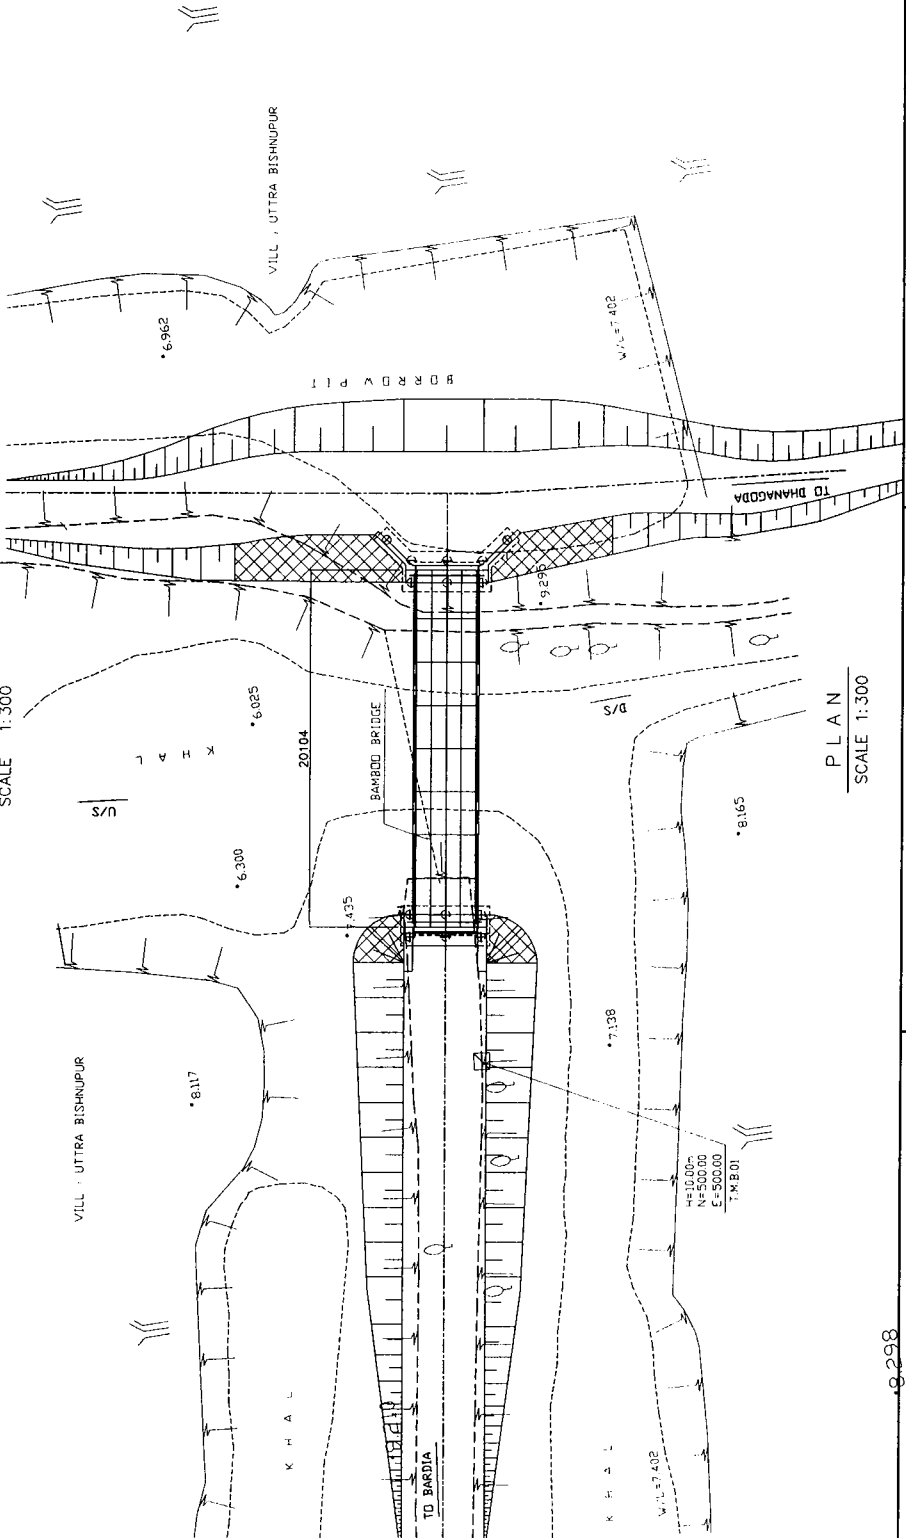 VILL , UTTRA BISHNUPUR
6.962
BORROW PIT
W/L=7.402
TO DHANAGODA
9.295
SCALE 1:300
KHAL
6.025
U/S
20104
BAMBOO BRIDGE
D/S
PLAN
SCALE 1:300
6.300
8.165
7.435
VILL : UTTRA BISHNUPUR
8.117
7.138
H=10.00m
N=500.00
E=500.00
T.M.B.01
KHAL
TO BARDIA
KHAL
W/L=7.402
8.298